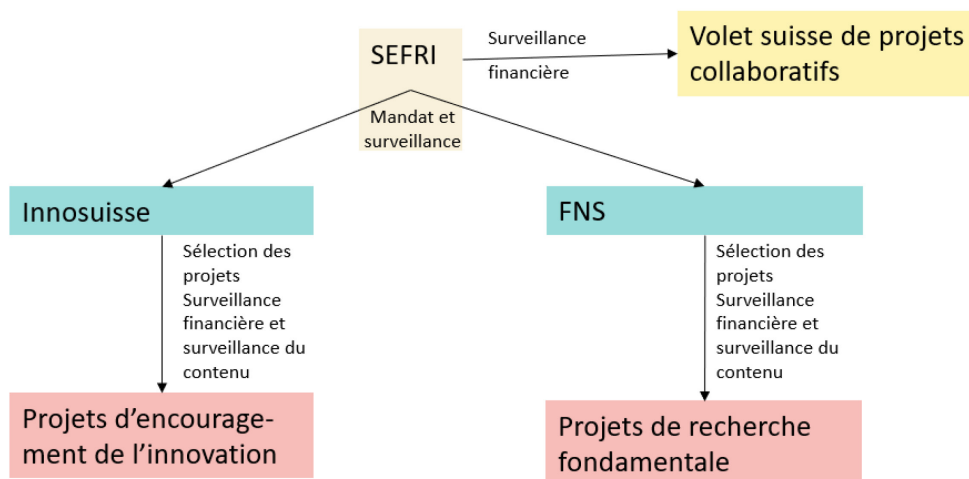 SEFRI
Surveillance
financière
Volet suisse de projets
collaboratifs
Mandat et
surveillance
Innosuisse
FNS
Sélection des
projets
Surveillance
financière et
surveillance du
contenu
Sélection des
projets
Surveillance
financière et
surveillance du
contenu
Projets d’encourage-
ment de l’innovation
Projets de recherche
fondamentale